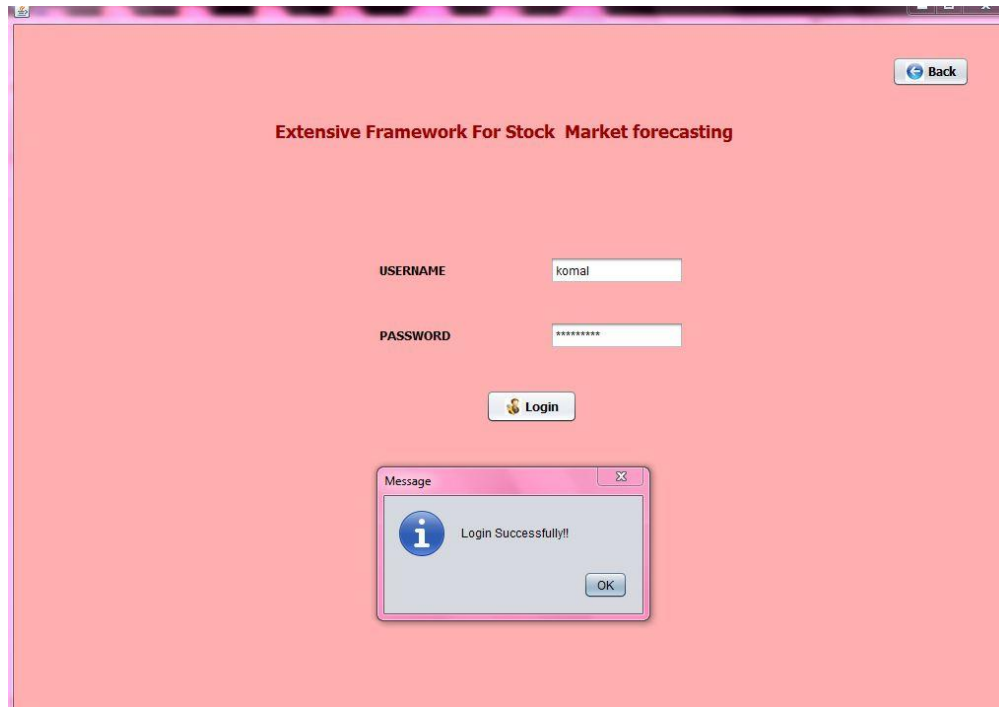 Back
Extensive Framework For Stock Market forecasting
USERNAME
komal
PASSWORD
*********
Login
Message
Login Successfully!!
OK